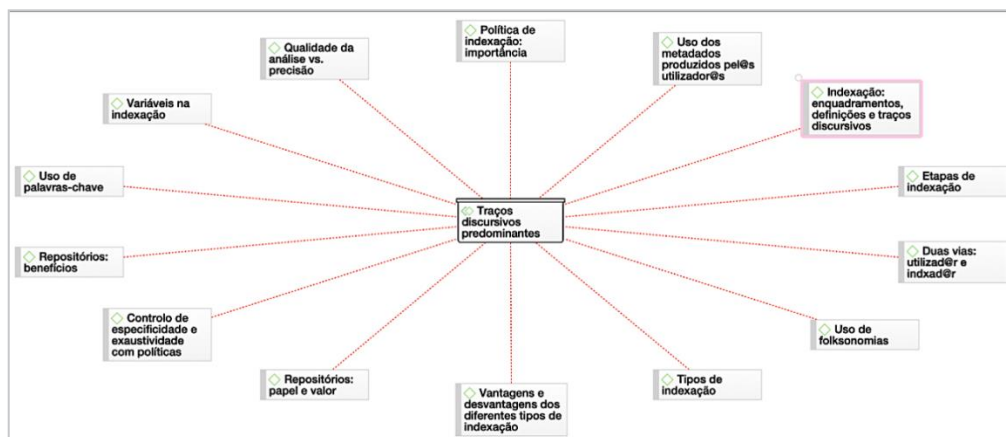 Política de
indexação:
importância
Qualidade da
análise vs.
precisão
Uso dos
metadados
produzidos pel@s
utilizador@s
Variáveis na
indexação
Indexação:
enquadramentos,
definições e traços
discursivos
Uso de
palavras-chave
Etapas de
indexação
Traços
discursivos
predominantes
Repositórios:
benefícios
Duas vias:
utilizad@r e
indxad@r
Controlo de
especificidade e
exaustividade
com políticas
Uso de
folksonomias
Repositórios:
papel e valor
Vantagens e
desvantagens dos
diferentes tipos de
indexação
Tipos de
indexação